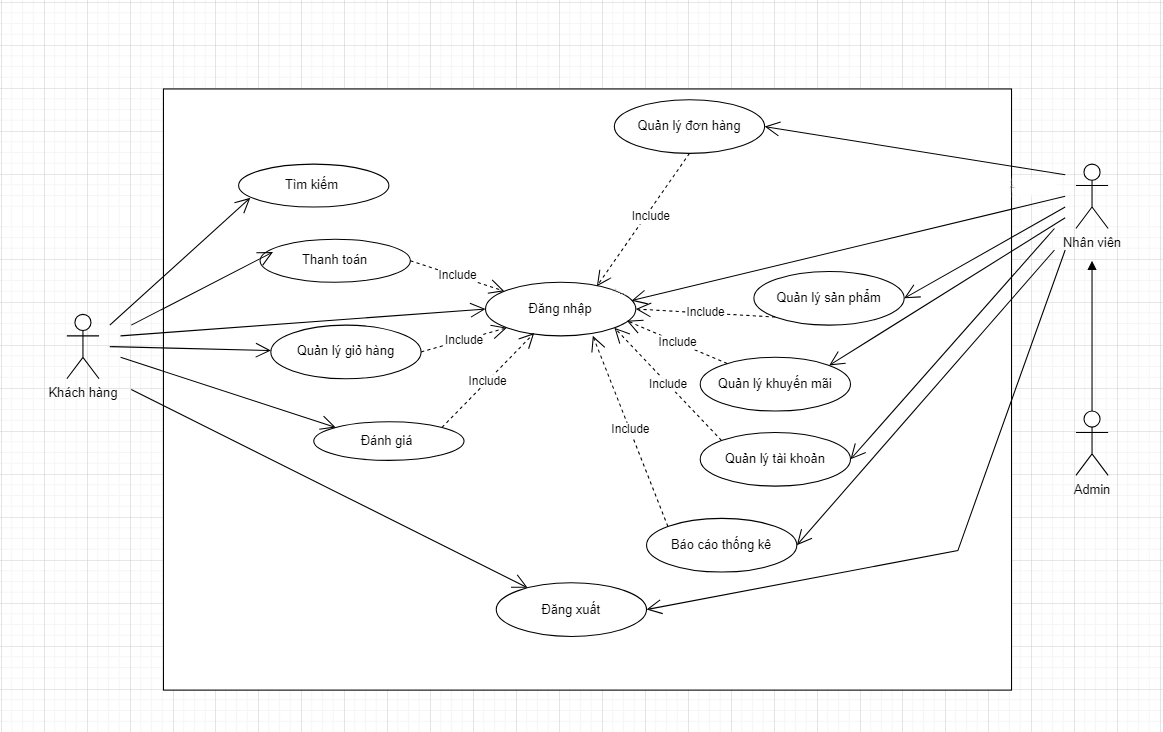 Quản lý đơn hàng
Tìm kiếm
Include
Nhân viên
Thanh toán
Include
Quản lý sản phẩm
Đăng nhập
Include
Include
Include
Quản lý giỏ hàng
Include
Include
Quản lý khuyến mãi
Khách hàng
Include
Đánh giá
Quản lý tài khoản
Admin
Báo cáo thống kê
Đăng xuất